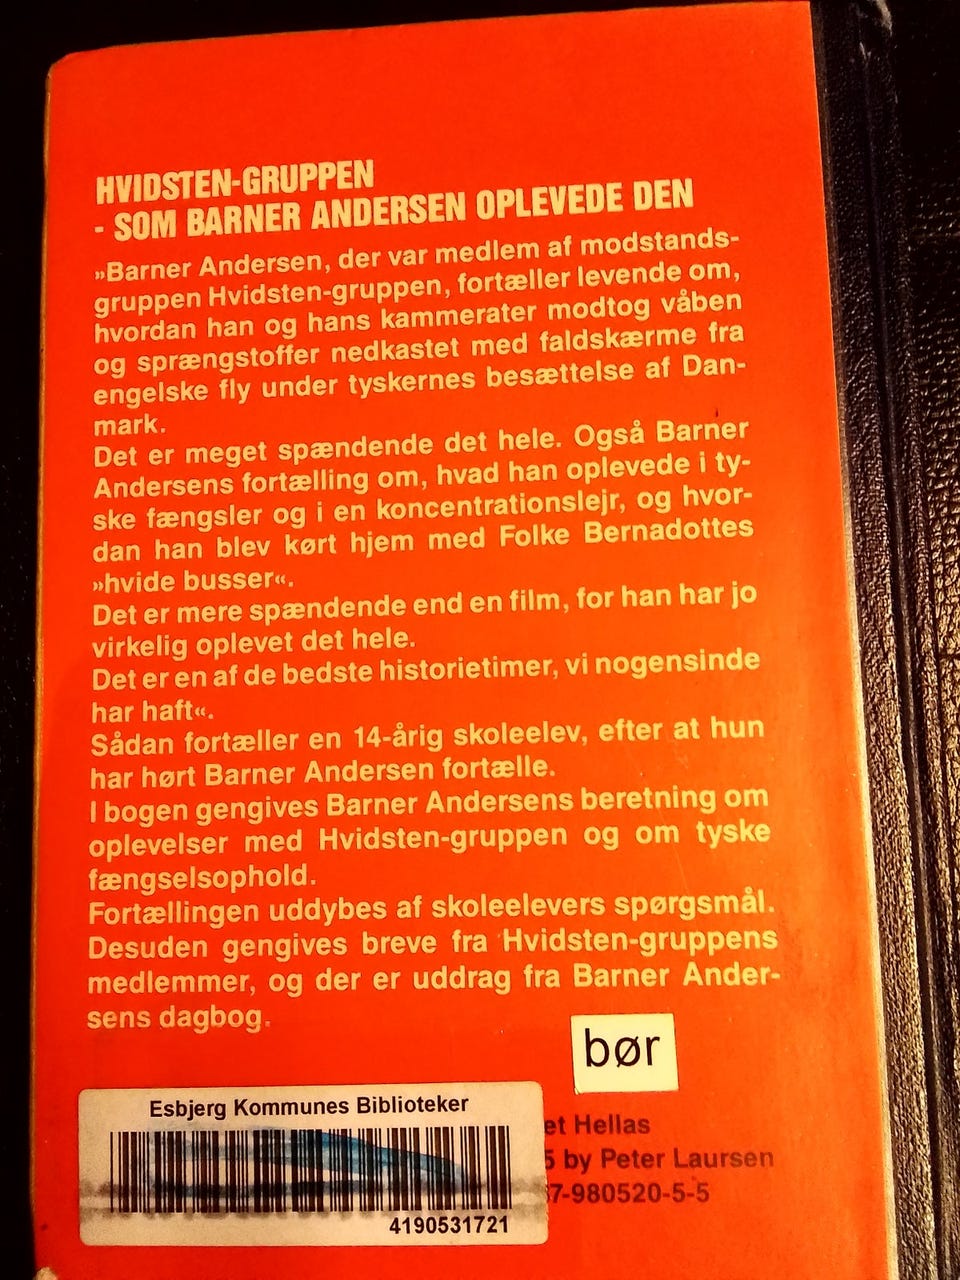 HVIDSTEN-GRUPPEN
- SOM BARNER ANDERSEN OPLEVEDE DEN
»Barner Andersen, der var medlem af modstands-
gruppen Hvidsten-gruppen, fortæller levende om,
hvordan han og hans kammerater modtog våben
og sprængstoffer nedkastet med faldskærme fra
engelske fly under tyskernes besættelse af Dan-
mark.
Det er meget spændende det hele. Også Barner
Andersens fortælling om, hvad han oplevede i ty-
ske fængsler og i en koncentrationslejr, og hvor-
dan han blev kørt hjem med Folke Bernadottes
»hvide busser«.
Det er mere spændende end en film, for han har jo
virkelig oplevet det hele.
Det er en af de bedste historietimer, vi nogensinde
har haft«.
Sådan fortæller en 14-årig skoleelev, efter at hun
har hørt Barner Andersen fortælle.
I bogen gengives Barner Andersens beretning om
oplevelser med Hvidsten-gruppen og om tyske
fængselsophold.
Fortællingen uddybes af skoleelevers spørgsmål.
Desuden gengives breve fra Hvidsten-gruppens
medlemmer, og der er uddrag fra Barner Ander-
sens dagbog.
bør
Esbjerg Kommunes Biblioteker
4190531721
et Hellas
5 by Peter Laursen
7-980520-5-5